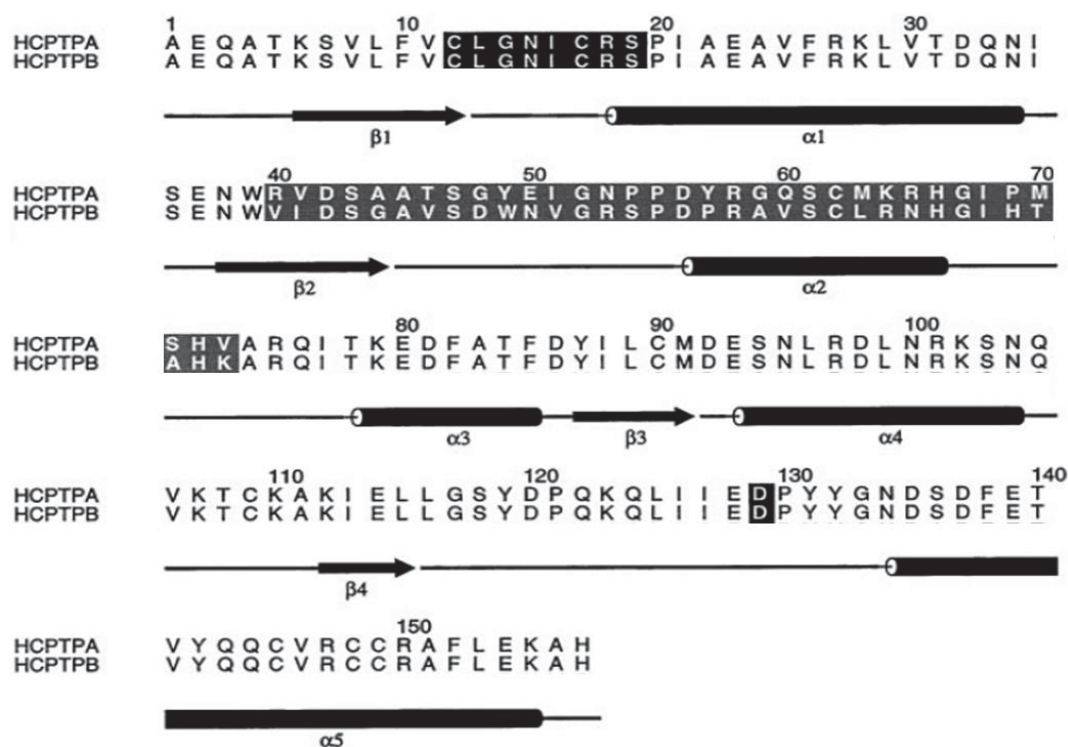 1 10 20 30
HCPTPA A E Q A T K S V L F V C L G N I C R S P I A E A V F R K L V T D Q N I
HCPTPB A E Q A T K S V L F V C L G N I C R S P I A E A V F R K L V T D Q N I
β1 α1
40 50 60 70
HCPTPA S E N W R V D S A A T S G Y E I G N P P D Y R G Q S C M K R H G I P M
HCPTPB S E N W V I D S G A V S D W N V G R S P D P R A V S C L R N H G I H T
β2 α2
80 90 100
HCPTPA S H V A R Q I T K E D F A T F D Y I L C M D E S N L R D L N R K S N Q
HCPTPB A H K A R Q I T K E D F A T F D Y I L C M D E S N L R D L N R K S N Q
α3 β3 α4
110 120 130 140
HCPTPA V K T C K A K I E L L G S Y D P Q K Q L I I E D P Y Y G N D S D F E T
HCPTPB V K T C K A K I E L L G S Y D P Q K Q L I I E D P Y Y G N D S D F E T
β4
150
HCPTPA V Y Q Q C V R C C R A F L E K A H
HCPTPB V Y Q Q C V R C C R A F L E K A H
α5